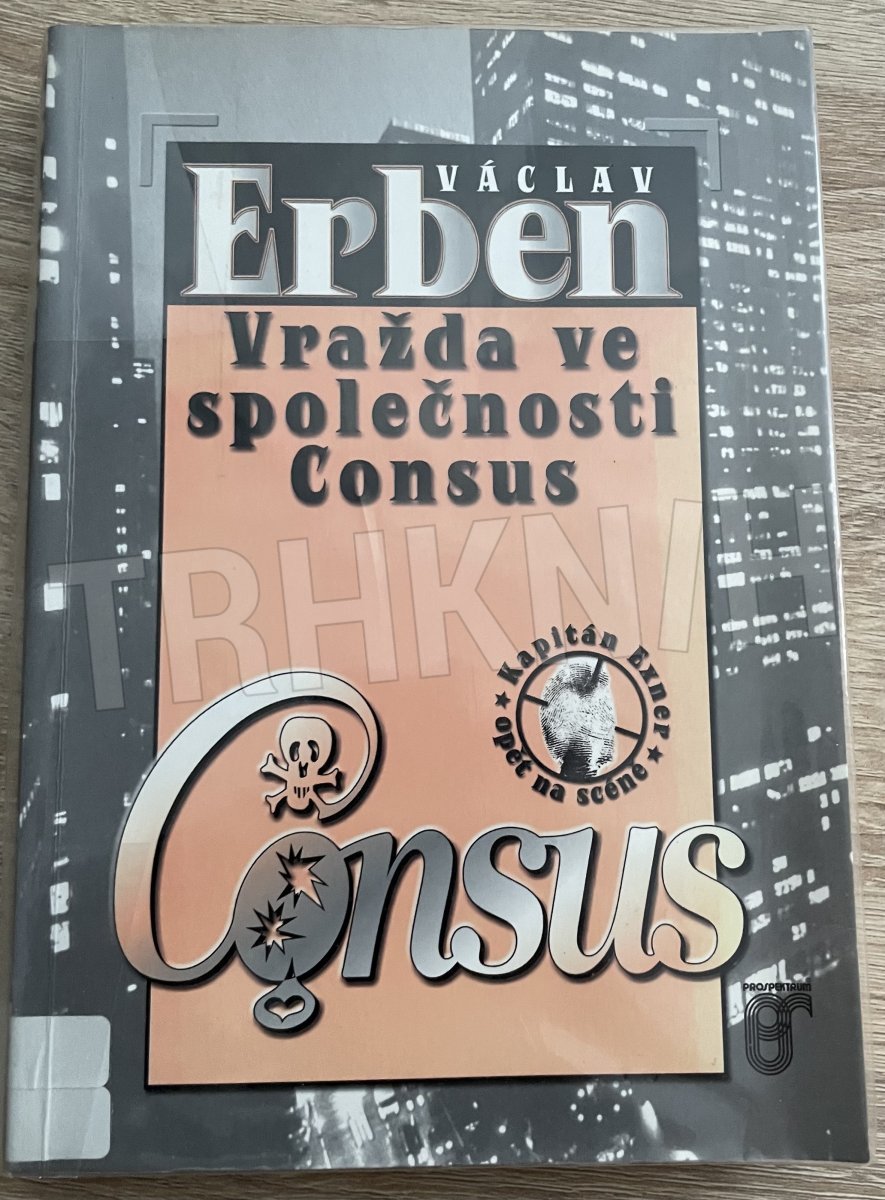 VÁCLAV
Erben
Vražda ve
společnosti
Consus
TRHKNIH
Kapitán Exner
opět na scéně
Consus
PROSPEKTRUM